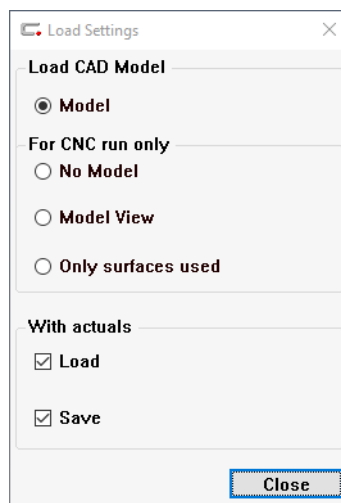 Load Settings
Load CAD Model
Model
For CNC run only
No Model
Model View
Only surfaces used
With actuals
Load
Save
Close